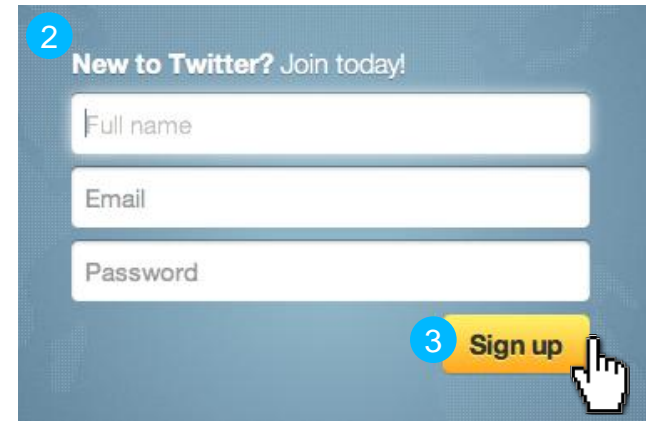 2
New to Twitter? Join today!
Full name
Email
Password
3 Sign up